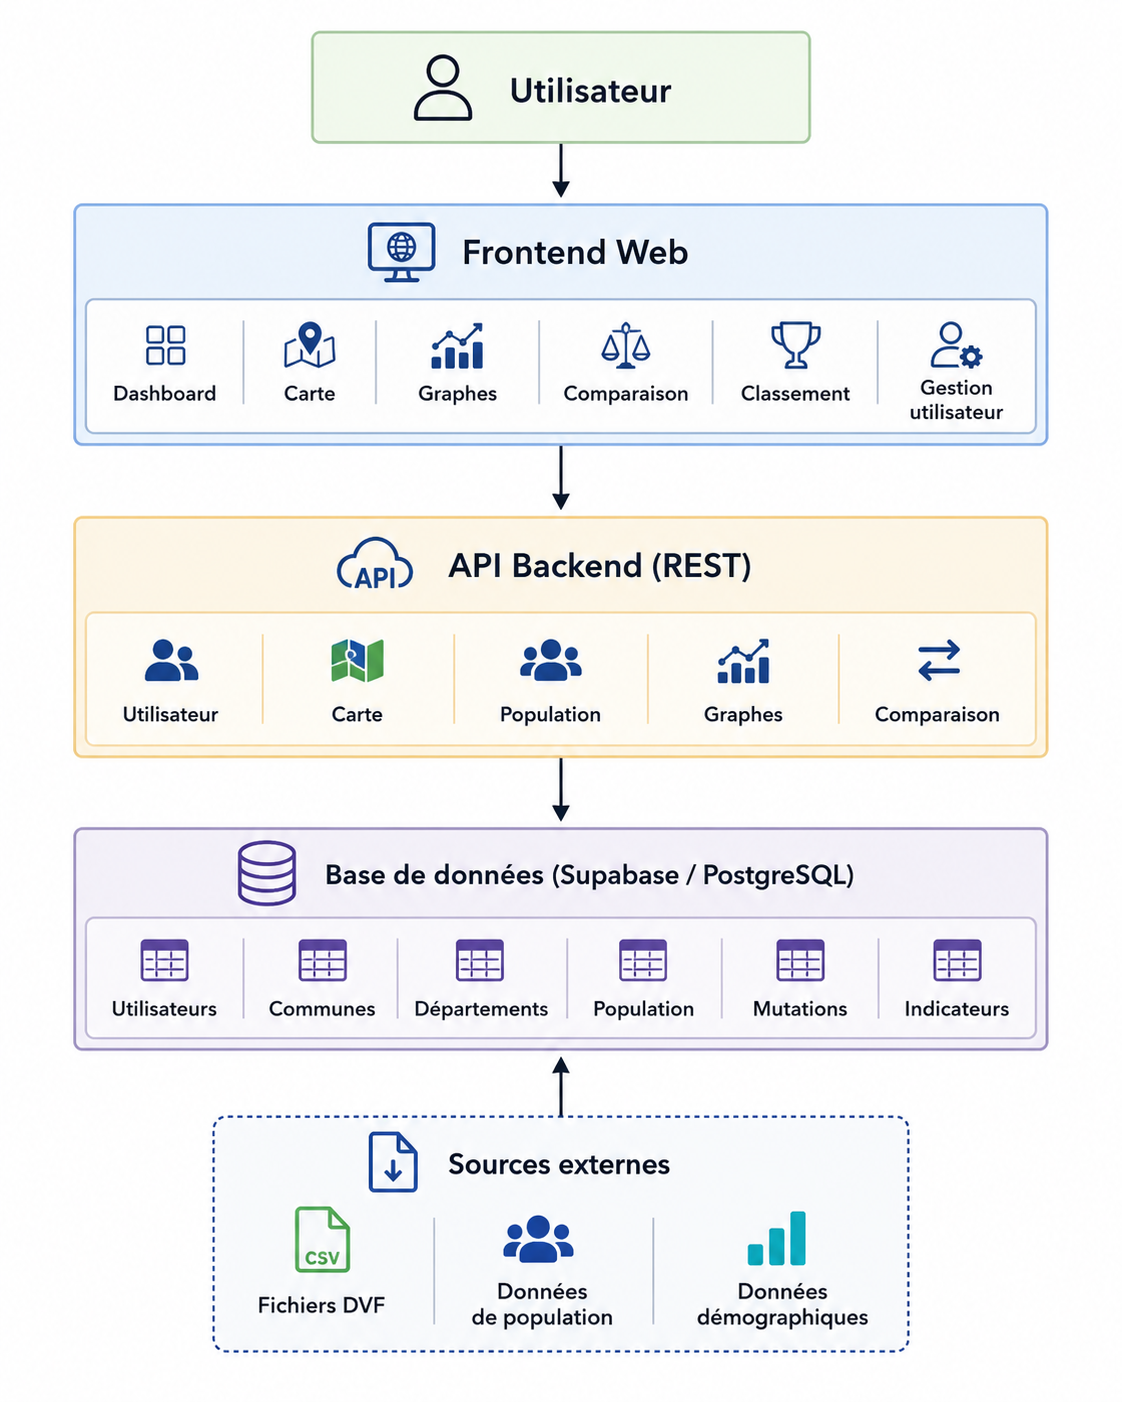 Utilisateur
Frontend Web
Dashboard
Carte
Graphes
Comparaison
Classement
Gestion
utilisateur
API
API Backend (REST)
Utilisateur
Carte
Population
Graphes
Comparaison
Base de données (Supabase / PostgreSQL)
Utilisateurs
Communes
Départements
Population
Mutations
Indicateurs
Sources externes
CSV
Fichiers DVF
Données
de population
Données
démographiques